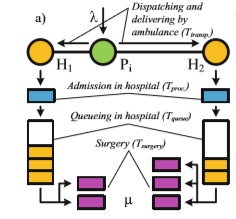 a)
λ
Dispatching and
delivering by
ambulance (Ttransp.)
H1
Pi
H2
Admission in hospital (Tproc.)
Queueing in hospital (Tqueue)
Surgery (Tsurgery)
μ